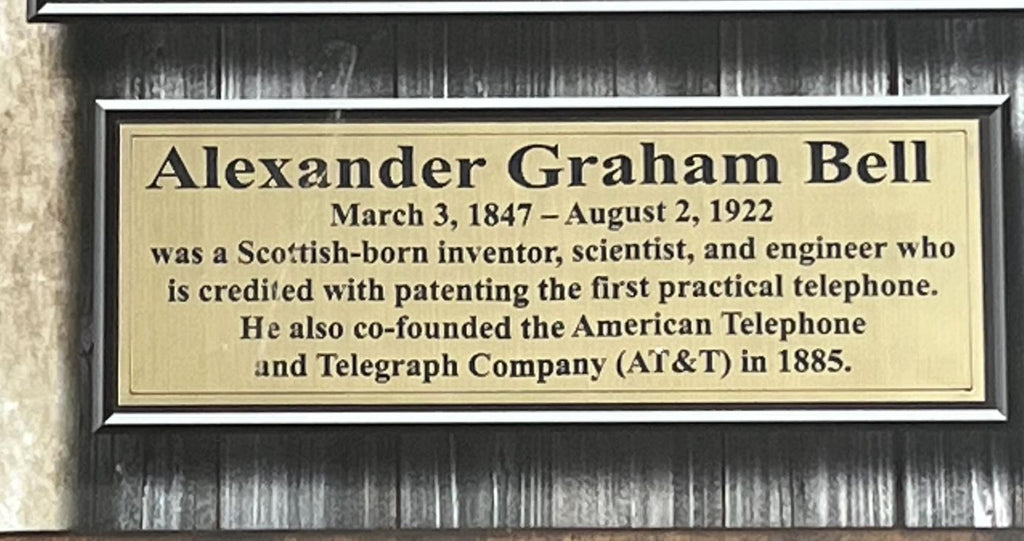 Alexander Graham Bell
March 3, 1847 – August 2, 1922
was a Scottish-born inventor, scientist, and engineer who
is credited with patenting the first practical telephone.
He also co-founded the American Telephone
and Telegraph Company (AT&T) in 1885.